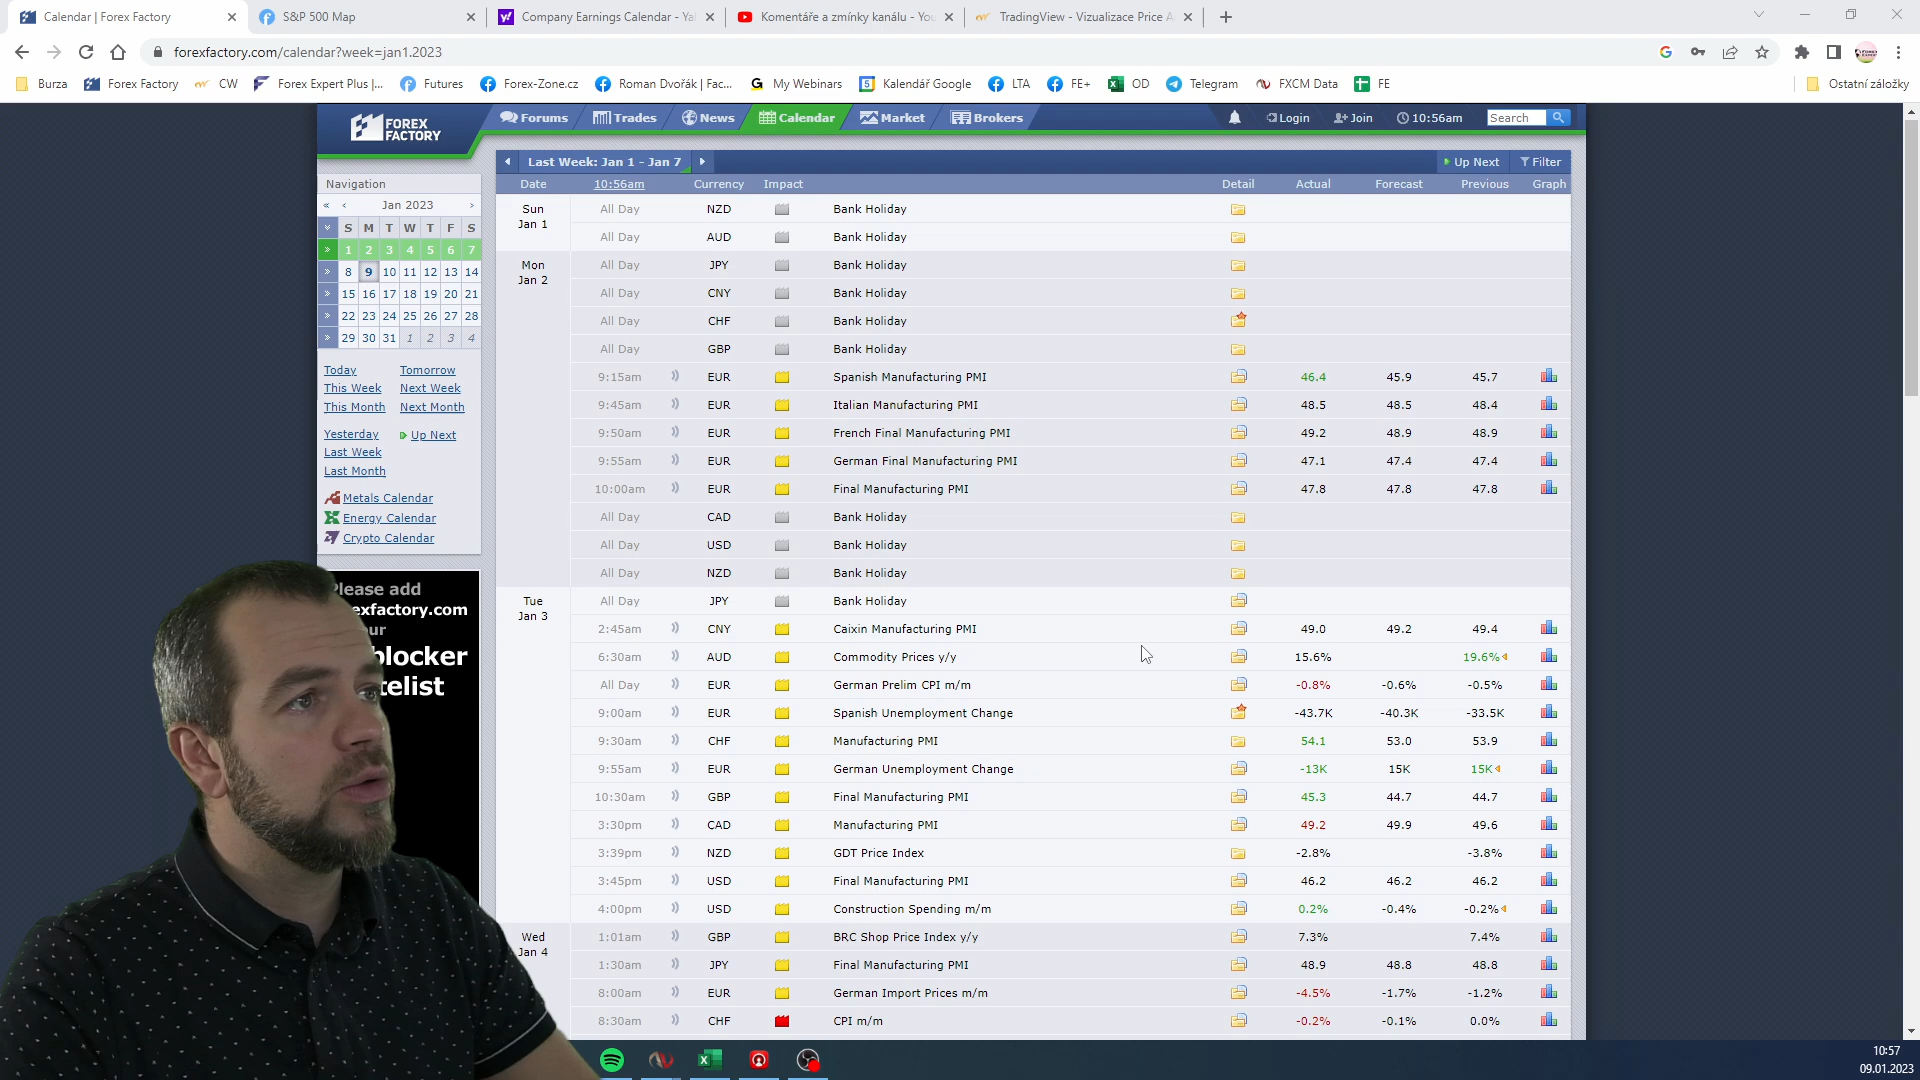 Calendar | Forex Factory
S&P 500 Map
Company Earnings Calendar - Ya
Komentáře a zmínky kanálu - You
TradingView - Vizualizace Price A
forexfactory.com/calendar?week=jan1.2023
Burza
Forex Factory
CW
Forex Expert Plus |...
Futures
Forex-Zone.cz
Roman Dvořák | Fac...
My Webinars
Kalendář Google
LTA
FE+
OD
Telegram
FXCM Data
FE
Ostatní záložky
FOREX
FACTORY
Forums
Trades
News
Calendar
Market
Brokers
Login
Join
10:56am
Search
Last Week: Jan 1 - Jan 7
Up Next
Filter
Date 10:56am Currency Impact Detail Actual Forecast Previous Graph
Navigation
« ‹ Jan 2023 ›
S M T W T F S
1 2 3 4 5 6 7
8 9 10 11 12 13 14
15 16 17 18 19 20 21
22 23 24 25 26 27 28
29 30 31 1 2 3 4
Today Tomorrow
This Week Next Week
This Month Next Month
Yesterday Up Next
Last Week
Last Month
Metals Calendar
Energy Calendar
Crypto Calendar
Please add
exfactory.com
ur
blocker
telist
Sun All Day NZD Bank Holiday
Jan 1
All Day AUD Bank Holiday
Mon All Day JPY Bank Holiday
Jan 2
All Day CNY Bank Holiday
All Day CHF Bank Holiday
All Day GBP Bank Holiday
9:15am EUR Spanish Manufacturing PMI 46.4 45.9 45.7
9:45am EUR Italian Manufacturing PMI 48.5 48.5 48.4
9:50am EUR French Final Manufacturing PMI 49.2 48.9 48.9
9:55am EUR German Final Manufacturing PMI 47.1 47.4 47.4
10:00am EUR Final Manufacturing PMI 47.8 47.8 47.8
All Day CAD Bank Holiday
All Day USD Bank Holiday
All Day NZD Bank Holiday
Tue All Day JPY Bank Holiday
Jan 3
2:45am CNY Caixin Manufacturing PMI 49.0 49.2 49.4
6:30am AUD Commodity Prices y/y 15.6% 19.6%
All Day EUR German Prelim CPI m/m -0.8% -0.6% -0.5%
9:00am EUR Spanish Unemployment Change -43.7K -40.3K -33.5K
9:30am CHF Manufacturing PMI 54.1 53.0 53.9
9:55am EUR German Unemployment Change -13K 15K 15K
10:30am GBP Final Manufacturing PMI 45.3 44.7 44.7
3:30pm CAD Manufacturing PMI 49.2 49.9 49.6
3:39pm NZD GDT Price Index -2.8% -3.8%
3:45pm USD Final Manufacturing PMI 46.2 46.2 46.2
4:00pm USD Construction Spending m/m 0.2% -0.4% -0.2%
Wed 1:01am GBP BRC Shop Price Index y/y 7.3% 7.4%
Jan 4
1:30am JPY Final Manufacturing PMI 48.9 48.8 48.8
8:00am EUR German Import Prices m/m -4.5% -1.7% -1.2%
8:30am CHF CPI m/m -0.2% -0.1% 0.0%
10:57
09.01.2023